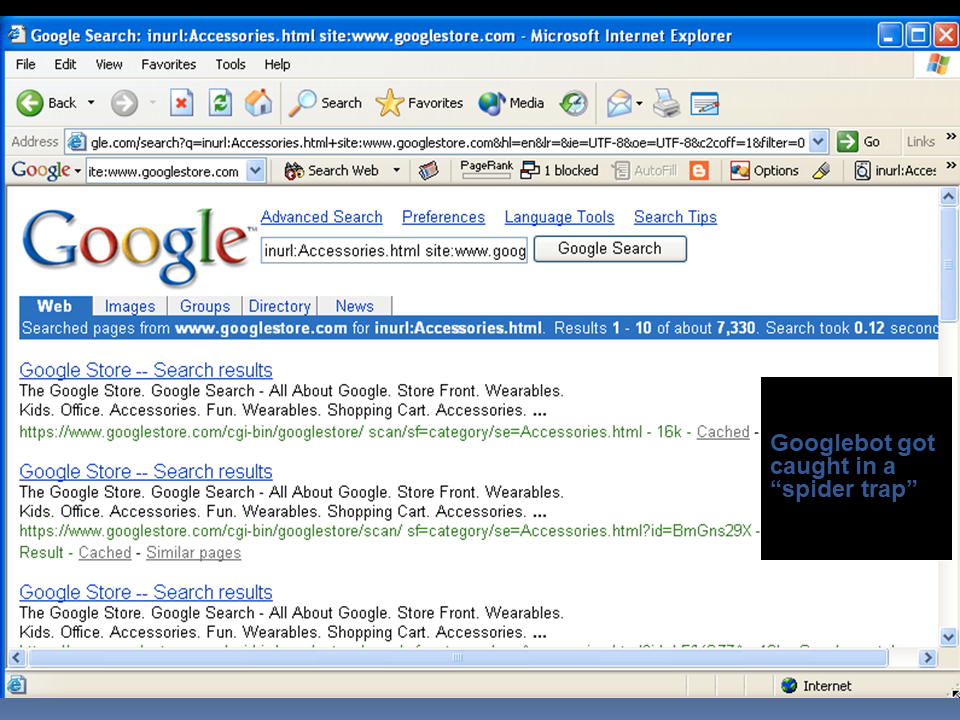 Google Search: inurl:Accessories.html site:www.googlestore.com - Microsoft Internet Explorer
File Edit View Favorites Tools Help
Back Search Favorites Media
Address gle.com/search?q=inurl:Accessories.html+site:www.googlestore.com&hl=en&lr=&ie=UTF-8&oe=UTF-8&c2coff=1&filter=0 Go Links »
Google ite:www.googlestore.com Search Web PageRank 1 blocked AutoFill Options inurl:Acces »
Google™
Advanced Search Preferences Language Tools Search Tips
inurl:Accessories.html site:www.goog Google Search
Web Images Groups Directory News
Searched pages from www.googlestore.com for inurl:Accessories.html. Results 1 - 10 of about 7,330. Search took 0.12 second
Google Store -- Search results
The Google Store. Google Search - All About Google. Store Front. Wearables.
Kids. Office. Accessories. Fun. Wearables. Shopping Cart. Accessories. ...
https://www.googlestore.com/cgi-bin/googlestore/ scan/sf=category/se=Accessories.html - 16k - Cached -
Google Store -- Search results
The Google Store. Google Search - All About Google. Store Front. Wearables.
Kids. Office. Accessories. Fun. Wearables. Shopping Cart. Accessories. ...
https://www.googlestore.com/cgi-bin/googlestore/scan/ sf=category/se=Accessories.html?id=BmGns29X -
Result - Cached - Similar pages
Google Store -- Search results
The Google Store. Google Search - All About Google. Store Front. Wearables.
Kids. Office. Accessories. Fun. Wearables. Shopping Cart. Accessories. ...
Googlebot got
caught in a
“spider trap”
Internet